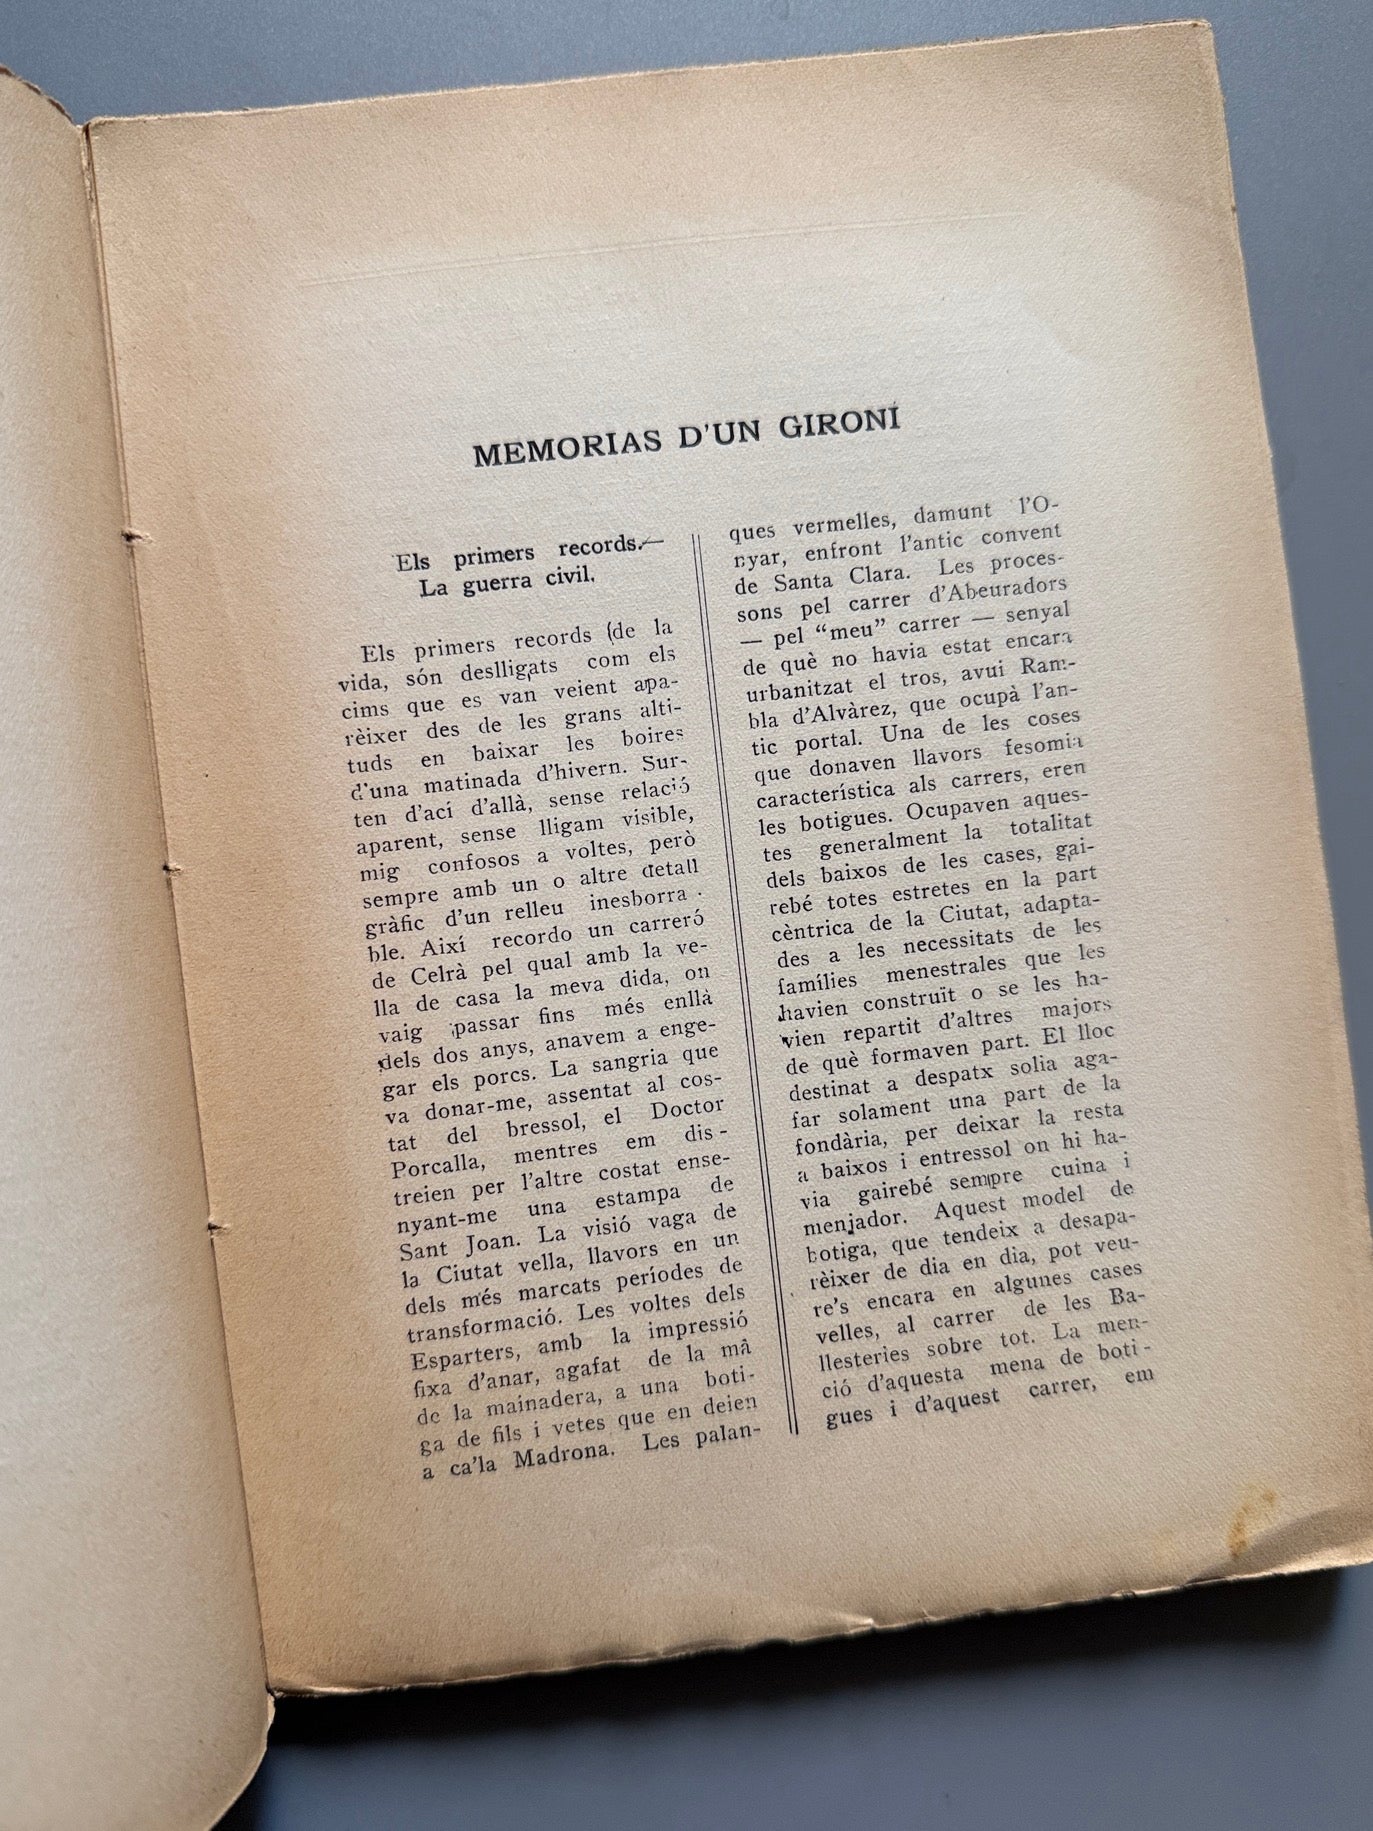 MEMORIAS D'UN GIRONÍ
Els primers records.—
La guerra civil.
Els primers records (de la
vida, són deslligats com els
cims que es van veient apa-
rèixer des de les grans alti-
tuds en baixar les boires
d'una matinada d'hivern. Sur-
ten d'ací d'allà, sense relació
aparent, sense lligam visible,
mig confosos a voltes, però
sempre amb un o altre detall
gràfic d'un relleu inesborra-
ble. Així recordo un carreró
de Celrà pel qual amb la ve-
lla de casa la meva dida, on
vaig passar fins més enllà
dels dos anys, anavem a enge-
gar els porcs. La sangria que
va donar-me, assentat al cos-
tat del bressol, el Doctor
Porcalla, mentres em dis-
treien per l'altre costat ense-
nyant-me una estampa de
Sant Joan. La visió vaga de
la Ciutat vella, llavors en un
dels més marcats períodes de
transformació. Les voltes dels
Esparters, amb la impressió
fixa d'anar, agafat de la mà
de la mainadera, a una boti-
ga de fils i vetes que en deien
a ca'la Madrona. Les palan-
ques vermelles, damunt l'O-
nyar, enfront l'antic convent
de Santa Clara. Les proces-
sons pel carrer d'Abeuradors
— pel “meu” carrer — senyal
de què no havia estat encara
urbanitzat el tros, avui Ram-
bla d'Alvàrez, que ocupà l'an-
tic portal. Una de les coses
que donaven llavors fesomia
característica als carrers, eren
les botigues. Ocupaven aques-
tes generalment la totalitat
dels baixos de les cases, gai-
rebé totes estretes en la part
cèntrica de la Ciutat, adapta-
des a les necessitats de les
famílies menestrales que les
havien construït o se les ha-
vien repartit d'altres majors
de què formaven part. El lloc
destinat a despatx solia aga-
far solament una part de la
fondària, per deixar la resta
a baixos i entressol on hi ha-
via gairebé sempre cuina i
menjador. Aquest model de
botiga, que tendeix a desapa-
rèixer de dia en dia, pot veu-
re's encara en algunes cases
velles, al carrer de les Ba-
llesteries sobre tot. La men-
ció d'aquesta mena de boti-
gues i d'aquest carrer, em